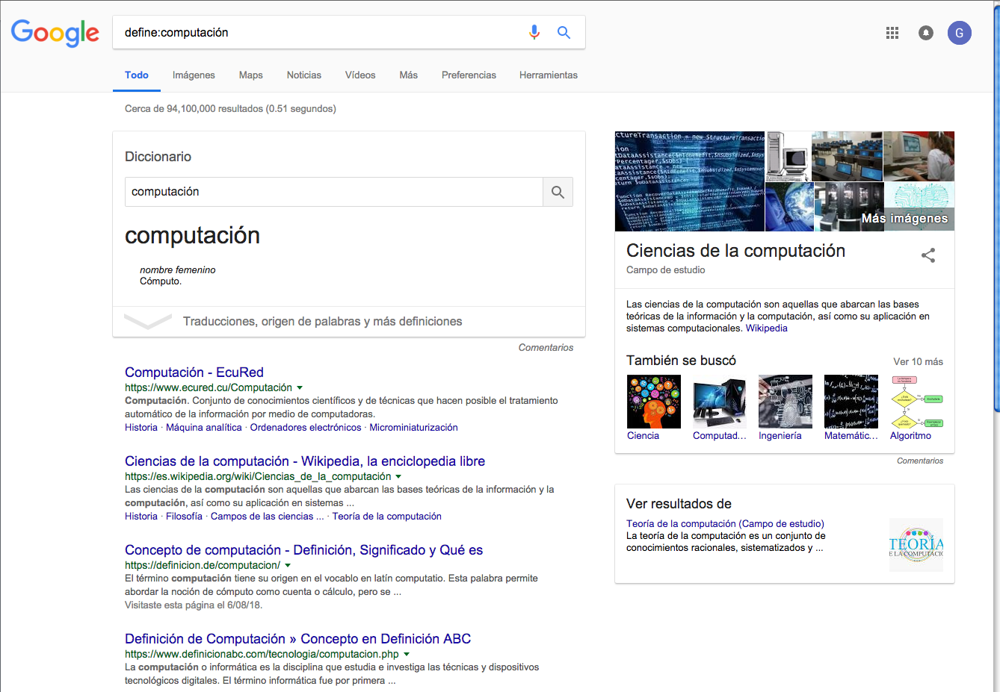 Google
define:computación
G
Todo
Imágenes
Maps
Noticias
Vídeos
Más
Preferencias
Herramientas
Cerca de 94,100,000 resultados (0.51 segundos)
Diccionario
computación
computación
nombre femenino
Cómputo.
Traducciones, origen de palabras y más definiciones
Comentarios
Computación - EcuRed
https://www.ecured.cu/Computación
Computación. Conjunto de conocimientos científicos y de técnicas que hacen posible el tratamiento
automático de la información por medio de computadoras.
Historia · Máquina analítica · Ordenadores electrónicos · Microminiaturización
Ciencias de la computación - Wikipedia, la enciclopedia libre
https://es.wikipedia.org/wiki/Ciencias_de_la_computación
Las ciencias de la computación son aquellas que abarcan las bases teóricas de la información y la
computación, así como su aplicación en sistemas ...
Historia · Filosofía · Campos de las ciencias ... · Teoría de la computación
Concepto de computación - Definición, Significado y Qué es
https://definicion.de/computacion/
El término computación tiene su origen en el vocablo en latín computatio. Esta palabra permite
abordar la noción de cómputo como cuenta o cálculo, pero se ...
Visitaste esta página el 6/08/18.
Definición de Computación » Concepto en Definición ABC
https://www.definicionabc.com/tecnologia/computacion.php
La computación o informática es la disciplina que estudia e investiga las técnicas y dispositivos
tecnológicos digitales. El término informática fue por primera ...
Más imágenes
Ciencias de la computación
Campo de estudio
Las ciencias de la computación son aquellas que abarcan las bases
teóricas de la información y la computación, así como su aplicación en
sistemas computacionales. Wikipedia
También se buscó
Ver 10 más
Ciencia
Computad...
Ingeniería
Matemátic...
Algoritmo
Comentarios
Ver resultados de
Teoría de la computación (Campo de estudio)
La teoría de la computación es un conjunto de
conocimientos racionales, sistematizados y ...
TEORÍA
E LA COMPUTACIÓ